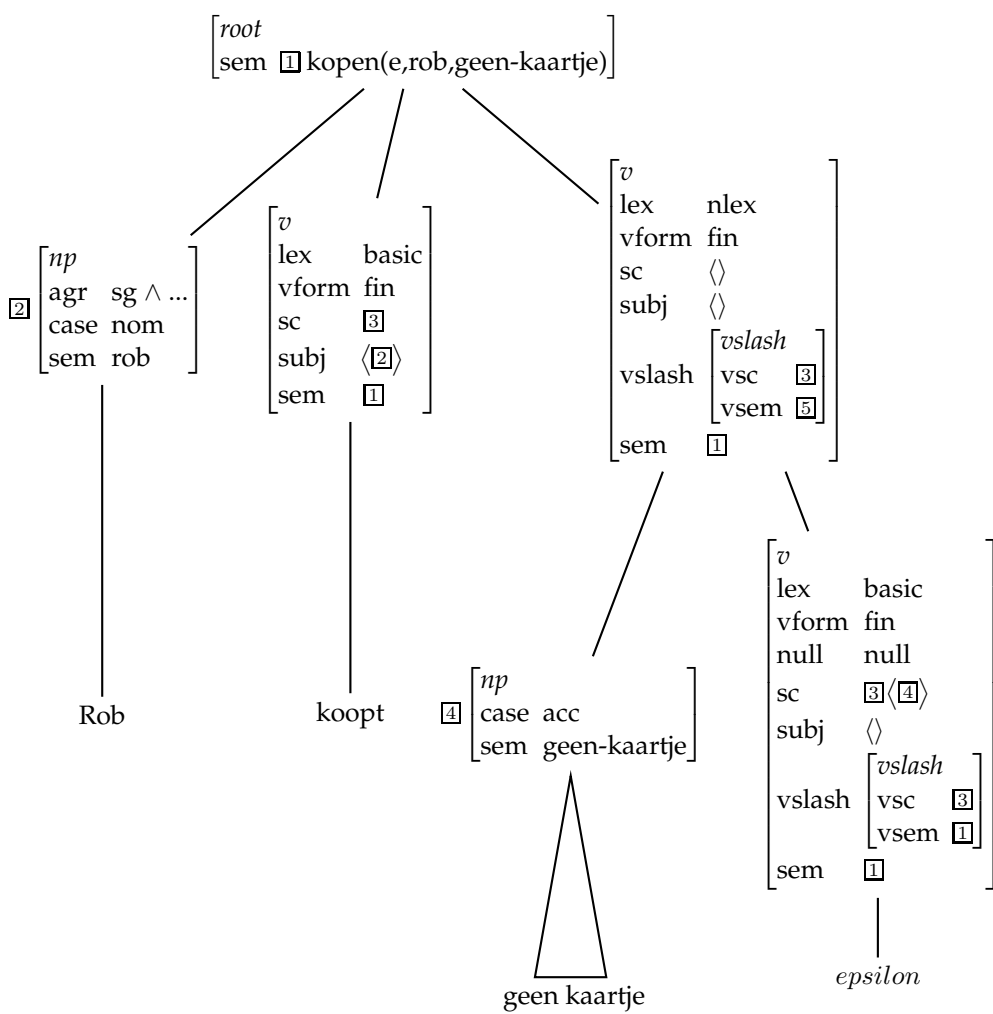 root
sem 1 kopen(e,rob,geen-kaartje)
2
np
agr sg ∧ ...
case nom
sem rob
v
lex basic
vform fin
sc 3
subj ⟨2⟩
sem 1
v
lex nlex
vform fin
sc ⟨⟩
subj ⟨⟩
vslash
vslash vsc 3
vsem 5
sem 1
Rob
koopt
4
np
case acc
sem geen-kaartje
geen kaartje
v
lex basic
vform fin
null null
sc 3⟨4⟩
subj ⟨⟩
vslash
vslash vsc 3
vsem 1
sem 1
epsilon